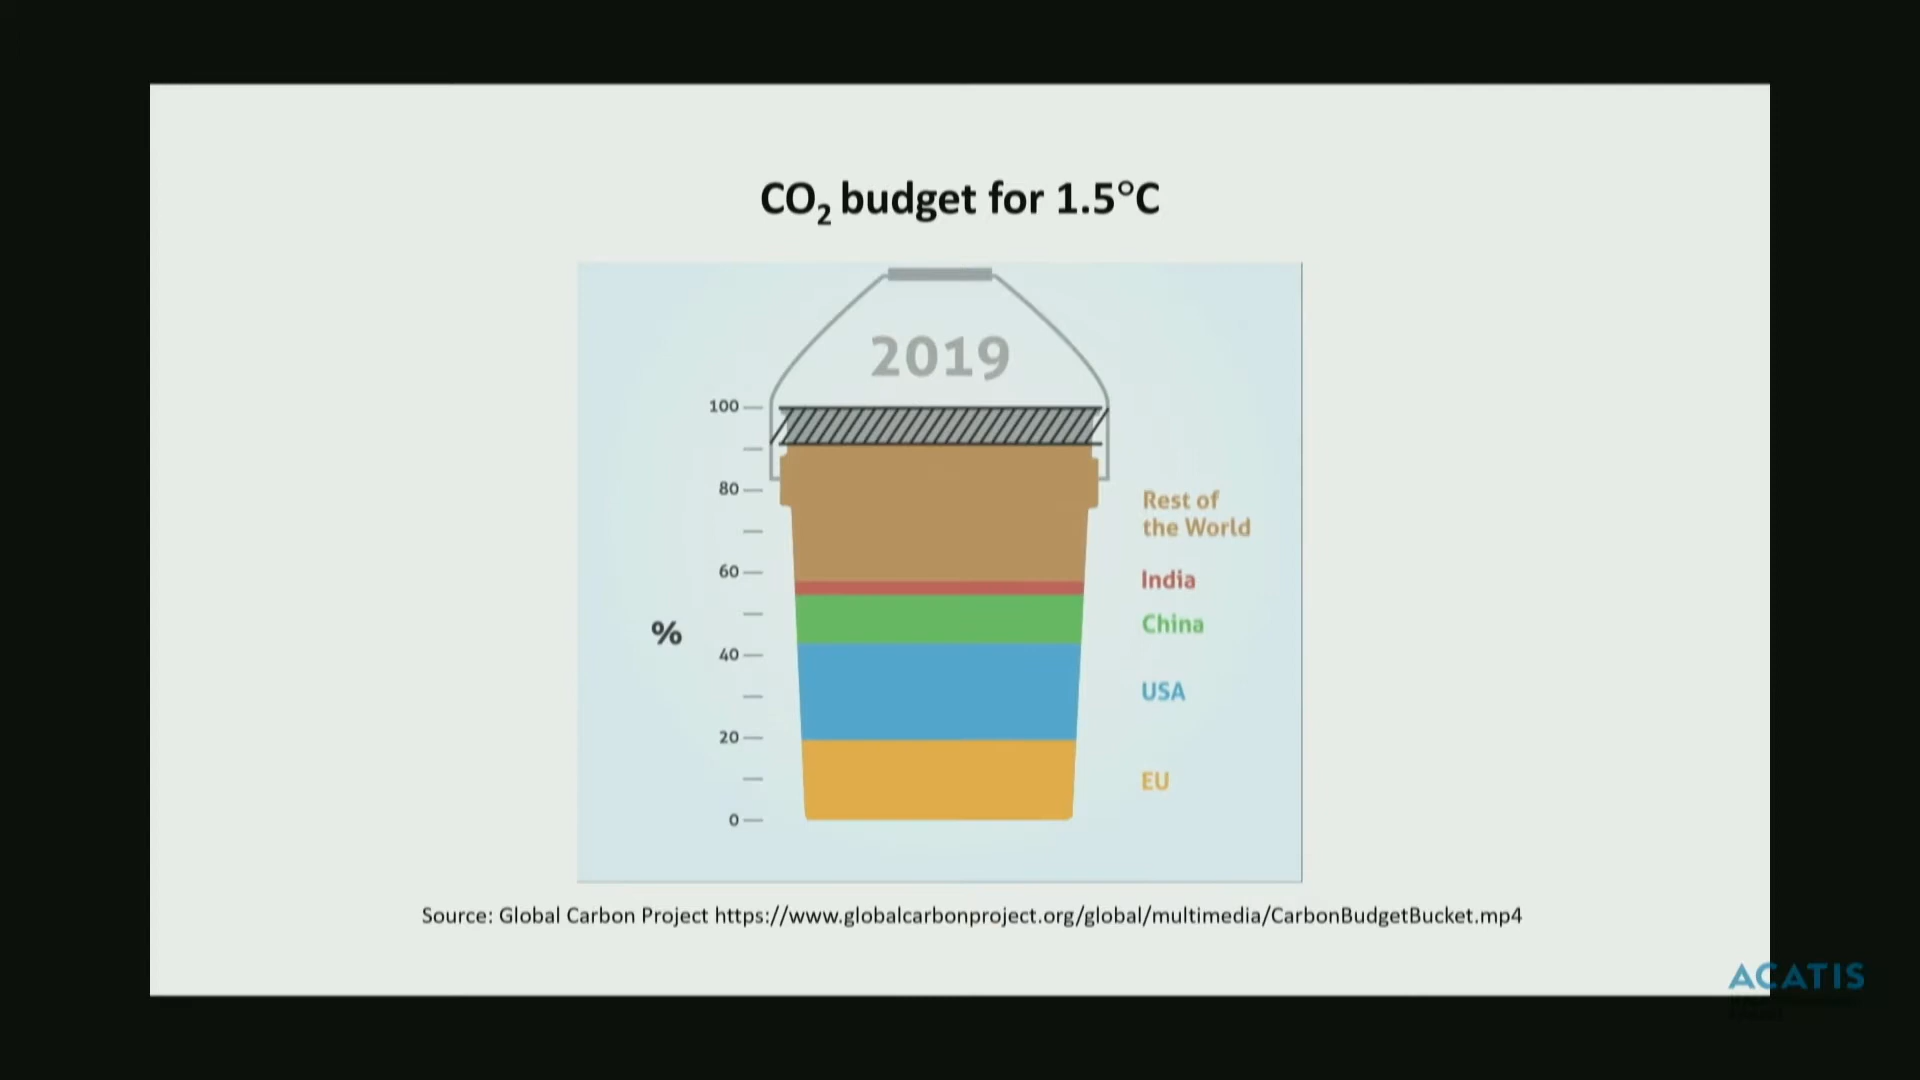 CO₂ budget for 1.5°C
2019
100
80
60
40
20
0
%
Rest of
the World
India
China
USA
EU
Source: Global Carbon Project https://www.globalcarbonproject.org/global/multimedia/CarbonBudgetBucket.mp4
ACATIS